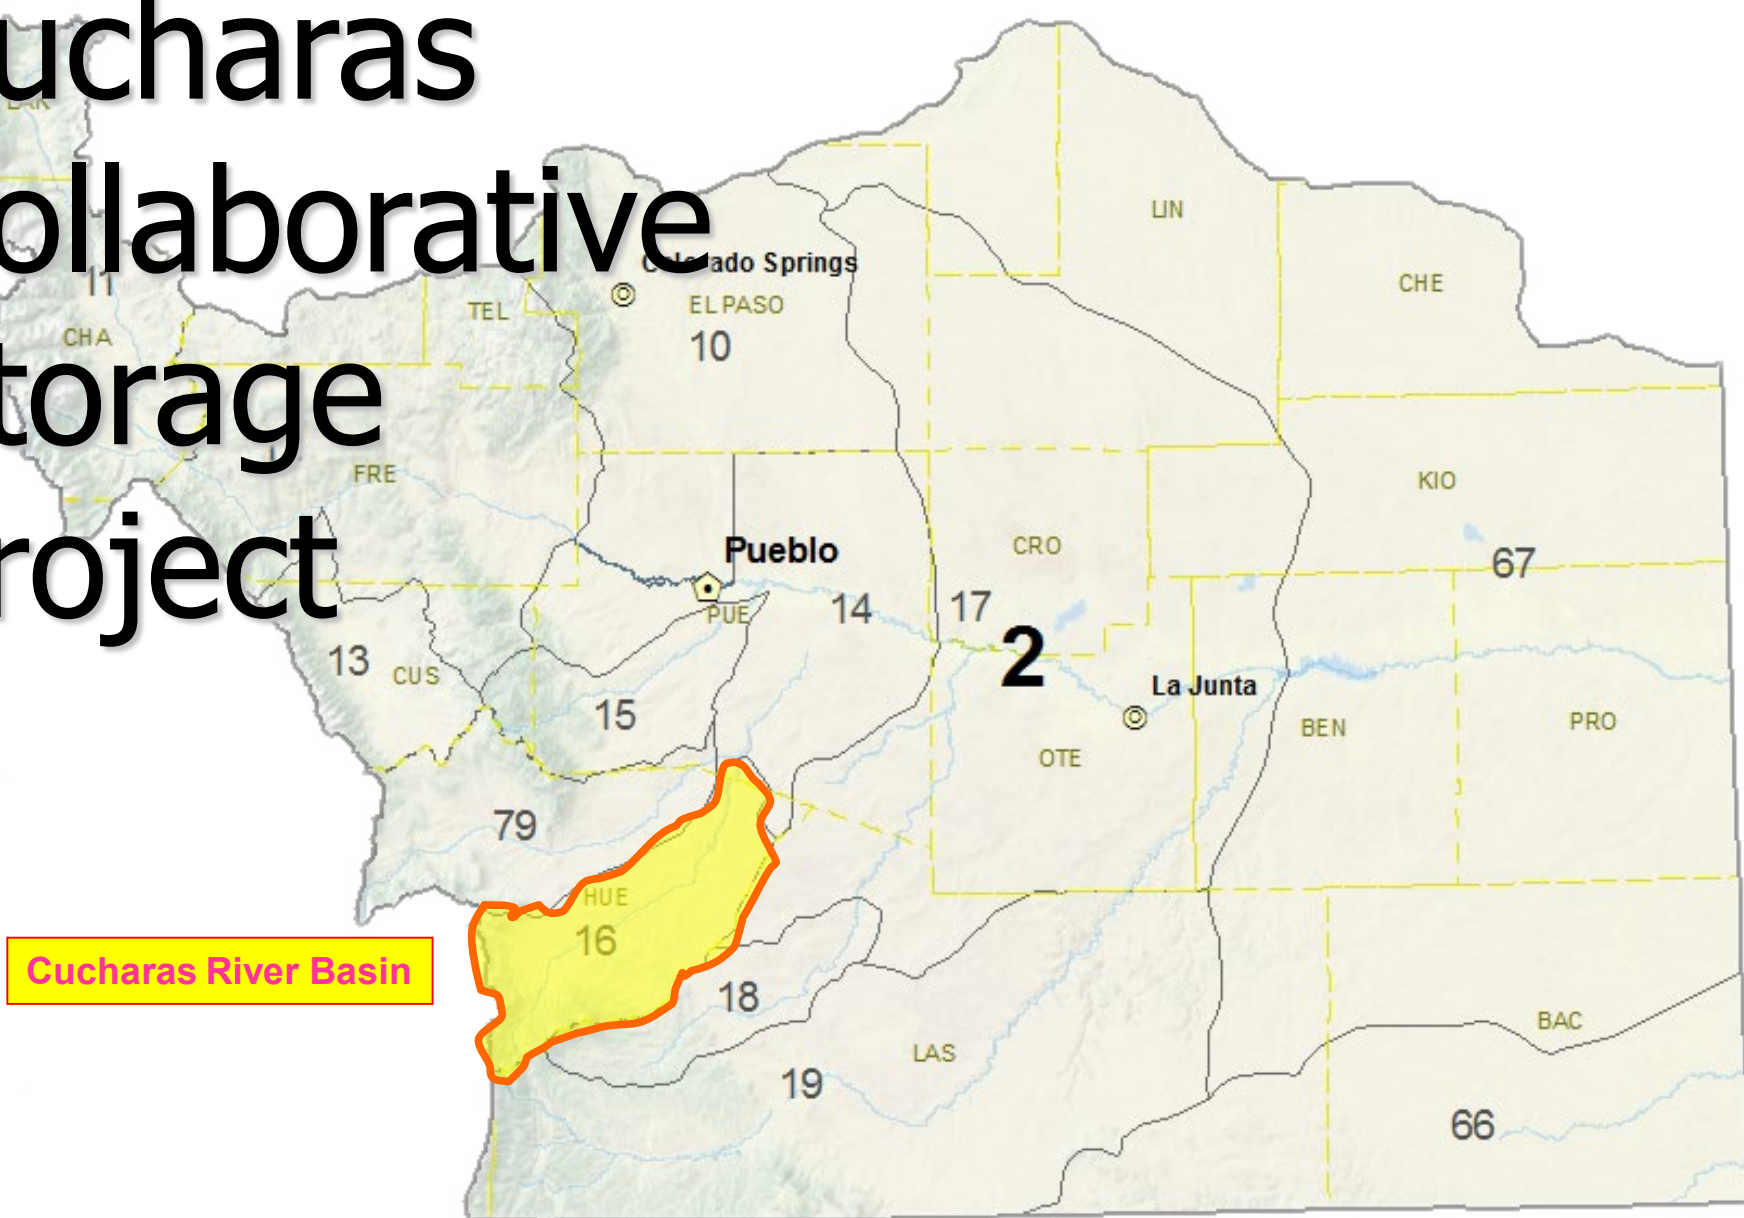 ucharas
ollaborative
torage
roject
LIN
Colorado Springs
EL PASO
10
CHE
11
TEL
CHA
FRE
KIO
67
CRO
Pueblo
PUE
14
17
2
13
CUS
La Junta
15
BEN
PRO
OTE
79
HUE
16
Cucharas River Basin
18
BAC
LAS
19
66